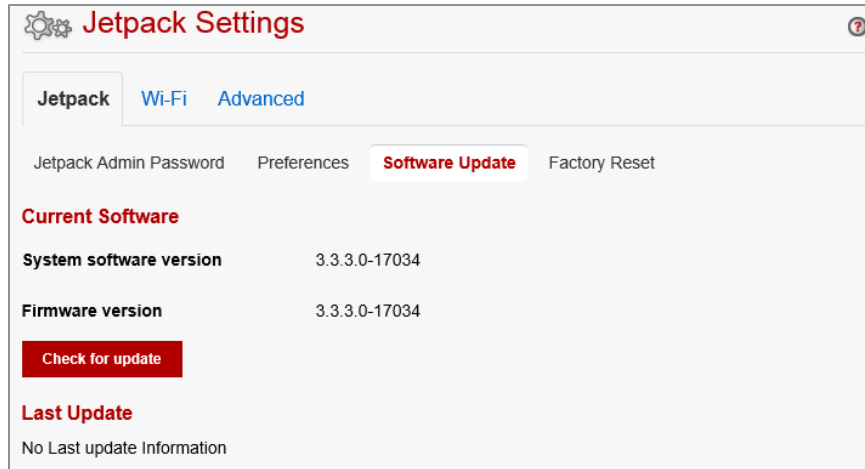 Jetpack Settings
?
Jetpack Wi-Fi Advanced
Jetpack Admin Password Preferences Software Update Factory Reset
Current Software
System software version 3.3.3.0-17034
Firmware version 3.3.3.0-17034
Check for update
Last Update
No Last update Information